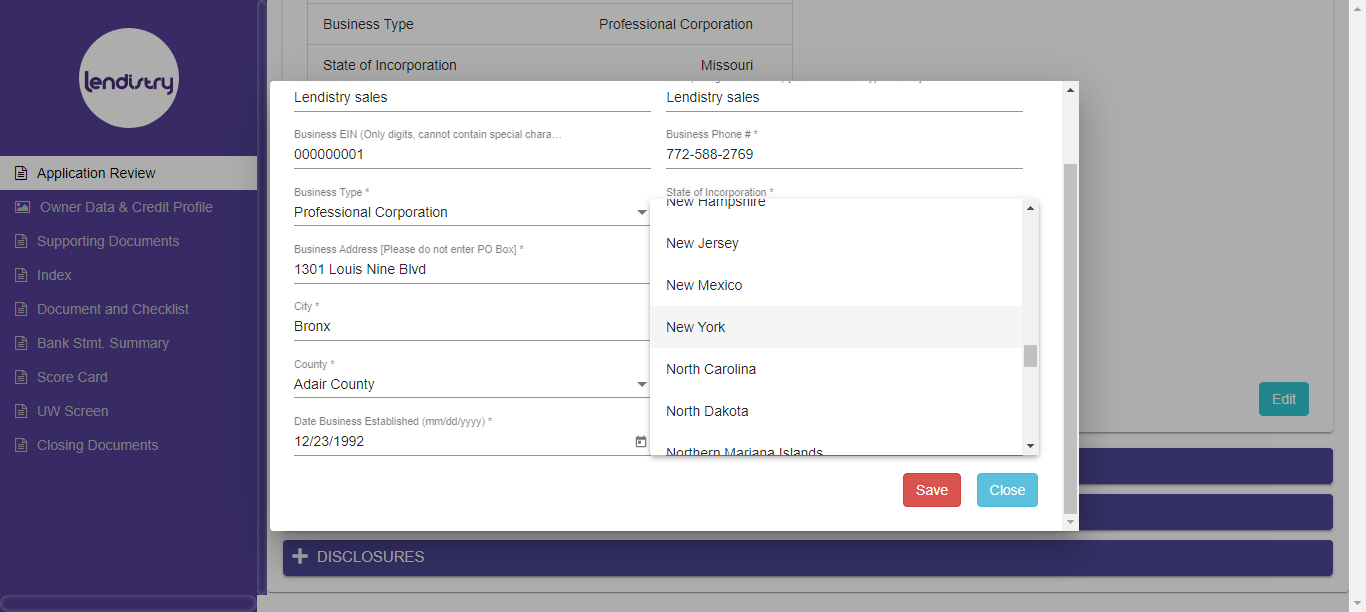 lendistry
Application Review
Owner Data & Credit Profile
Supporting Documents
Index
Document and Checklist
Bank Stmt. Summary
Score Card
UW Screen
Closing Documents
Business Type Professional Corporation
State of Incorporation Missouri
Lendistry sales Lendistry sales
Business EIN (Only digits, cannot contain special chara… Business Phone # *
000000001 772-588-2769
Business Type * State of Incorporation *
Professional Corporation
Business Address [Please do not enter PO Box] *
1301 Louis Nine Blvd
City *
Bronx
County *
Adair County
Date Business Established (mm/dd/yyyy) *
12/23/1992
New Hampshire
New Jersey
New Mexico
New York
North Carolina
North Dakota
Northern Mariana Islands
Save Close
Edit
DISCLOSURES